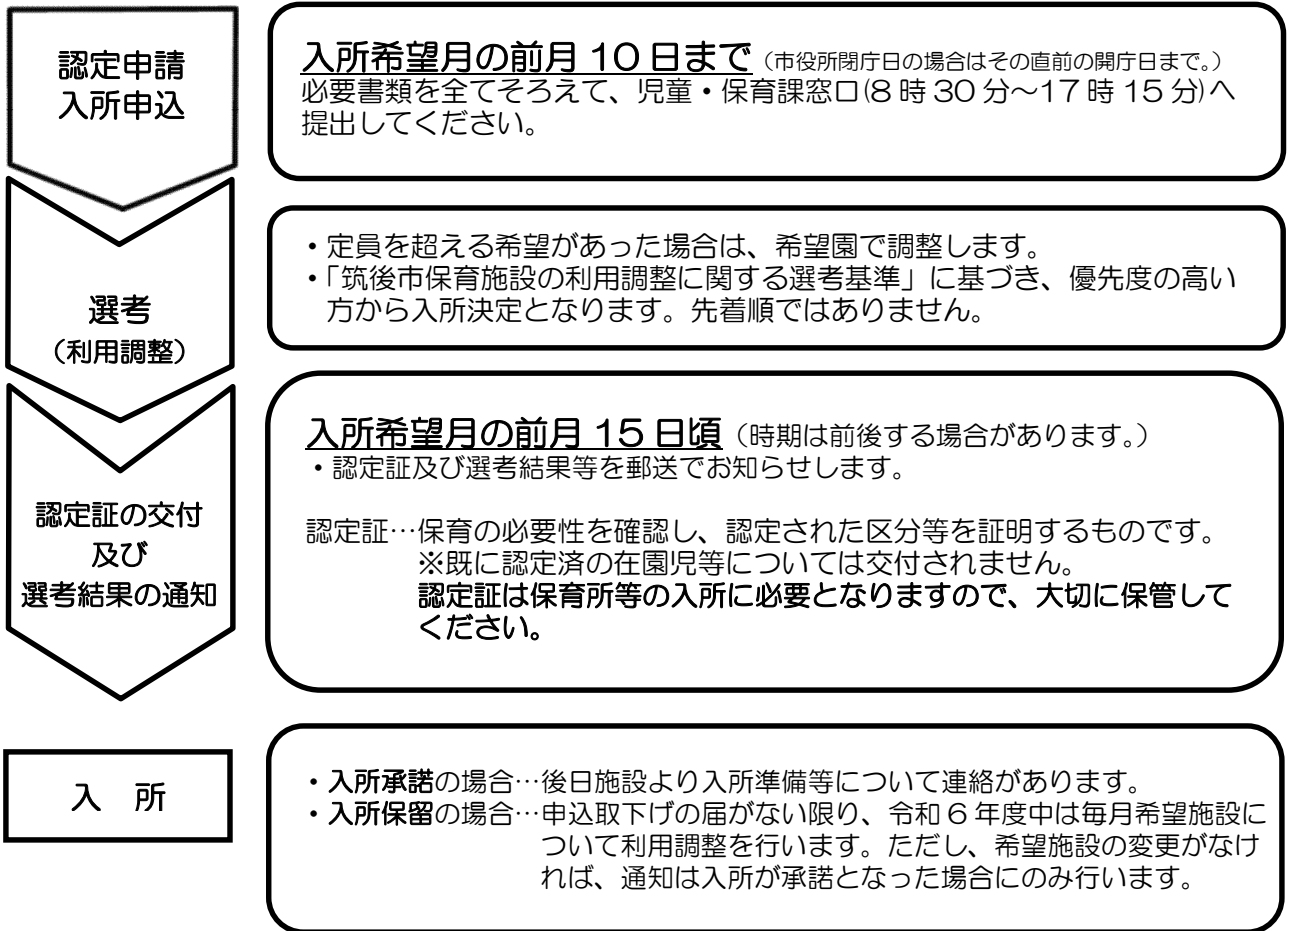 認定申請
入所申込
入所希望月の前月 10 日まで（市役所閉庁日の場合はその直前の開庁日まで。）
必要書類を全てそろえて、児童・保育課窓口(8 時 30 分～17 時 15 分)へ
提出してください。
選考
（利用調整）
・定員を超える希望があった場合は、希望園で調整します。
・「筑後市保育施設の利用調整に関する選考基準」に基づき、優先度の高い
方から入所決定となります。先着順ではありません。
認定証の交付
及び
選考結果の通知
入所希望月の前月 15 日頃（時期は前後する場合があります。）
・認定証及び選考結果等を郵送でお知らせします。
認定証…保育の必要性を確認し、認定された区分等を証明するものです。
※既に認定済の在園児等については交付されません。
認定証は保育所等の入所に必要となりますので、大切に保管して
ください。
入　所
・入所承諾の場合…後日施設より入所準備等について連絡があります。
・入所保留の場合…申込取下げの届がない限り、令和 6 年度中は毎月希望施設に
ついて利用調整を行います。ただし、希望施設の変更がなけ
れば、通知は入所が承諾となった場合にのみ行います。